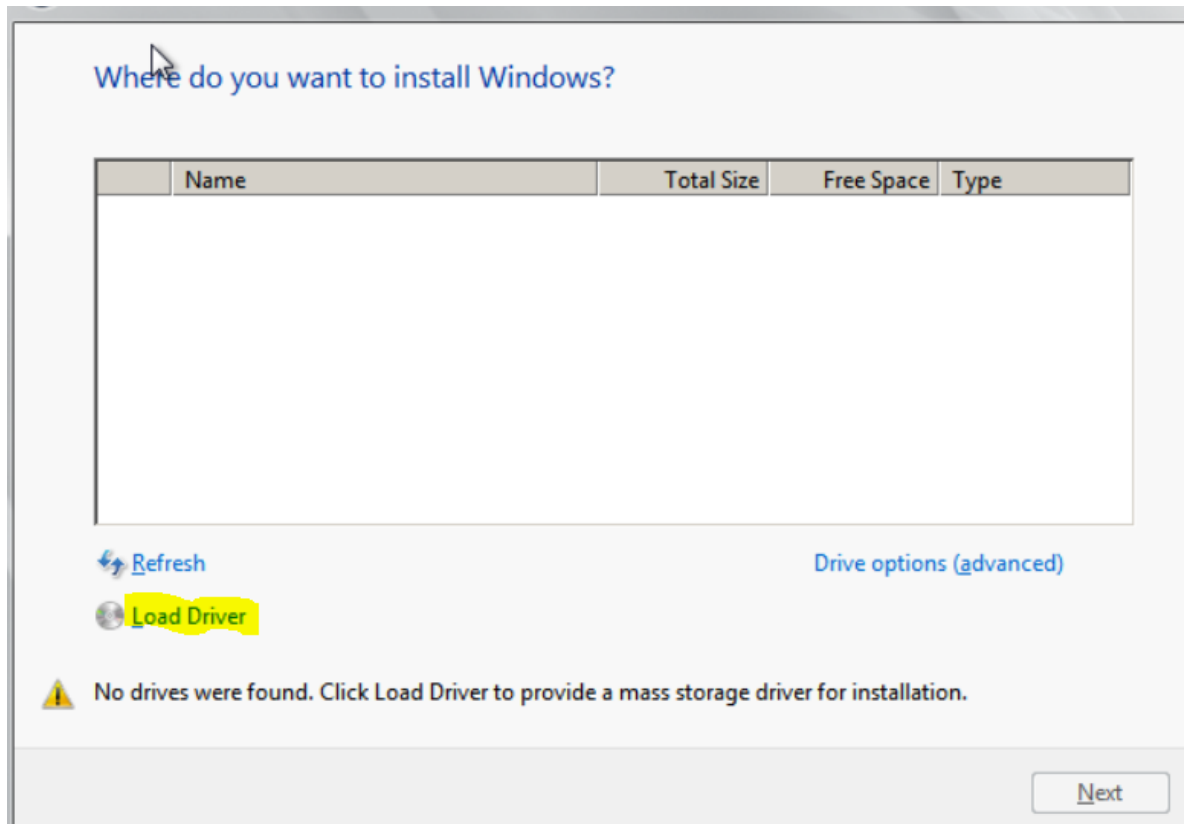 Where do you want to install Windows?
Name Total Size Free Space Type
Refresh Drive options (advanced)
Load Driver
No drives were found. Click Load Driver to provide a mass storage driver for installation.
Next